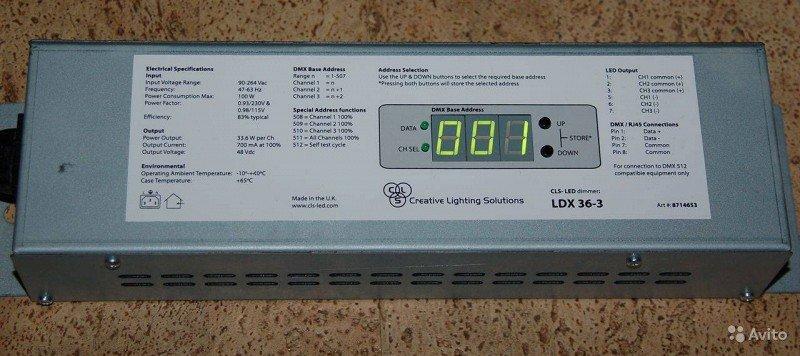 Electrical Specifications
Input
Input Voltage Range: 90-264 Vac
Frequency: 47-63 Hz
Power Consumption Max: 100 W
Power Factor: 0.93/230V &
0.98/115V
Efficiency: 83% typical
Output
Power Output: 33.6 W per Ch
Output Current: 700 mA at 100%
Output Voltage: 48 Vdc
Environmental
Operating Ambient Temperature: -10°-+40°C
Case Temperature: +65°C
DMX Base Address
Range n = 1-507
Channel 1 = n
Channel 2 = n +1
Channel 3 = n +2
Special Address functions
508 = Channel 1 100%
509 = Channel 2 100%
510 = Channel 3 100%
511 = All Channels 100%
512 = Self test cycle
Made in the U.K.
www.cls-led.com
Address Selection
Use the UP & DOWN buttons to select the required base address
*Pressing both buttons will store the selected address
DMX Base Address
DATA
CH SEL
001
UP
STORE*
DOWN
CLS
Creative Lighting Solutions
LED Output
1: CH1 common (+)
2: CH2 common (+)
3: CH3 common (+)
5: CH1 (-)
6: CH2 (-)
7: CH3 (-)
DMX / RJ45 Connections
Pin 1: Data +
Pin 2: Data -
Pin 7: Common
Pin 8: Common
For connection to DMX 512
compatible equipment only
CLS- LED dimmer:
LDX 36-3
Art #: 8714653
Avito